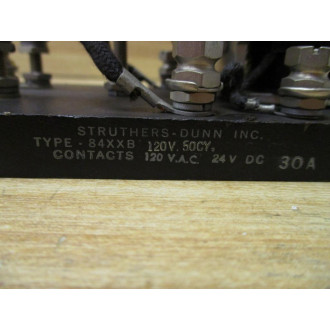 STRUTHERS-DUNN INC.
TYPE-84XXB 120V. 50CY.
CONTACTS 120 V.A.C. 24V DC 30A